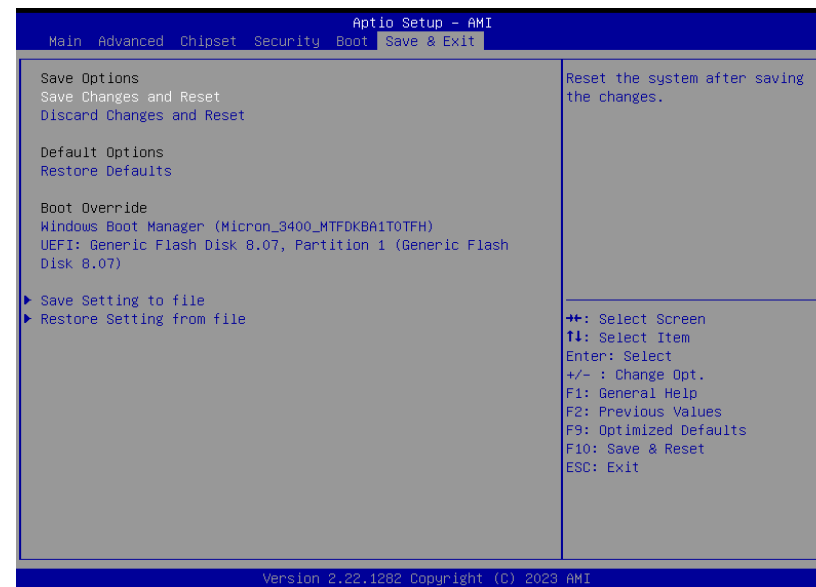 Aptio Setup – AMI
Main Advanced Chipset Security Boot Save & Exit
Save Options
Save Changes and Reset
Discard Changes and Reset
Default Options
Restore Defaults
Boot Override
Windows Boot Manager (Micron_3400_MTFDKBA1T0TFH)
UEFI: Generic Flash Disk 8.07, Partition 1 (Generic Flash
Disk 8.07)
▶ Save Setting to file
▶ Restore Setting from file
Reset the system after saving
the changes.
→←: Select Screen
↑↓: Select Item
Enter: Select
+/- : Change Opt.
F1: General Help
F2: Previous Values
F9: Optimized Defaults
F10: Save & Reset
ESC: Exit
Version 2.22.1282 Copyright (C) 2023 AMI